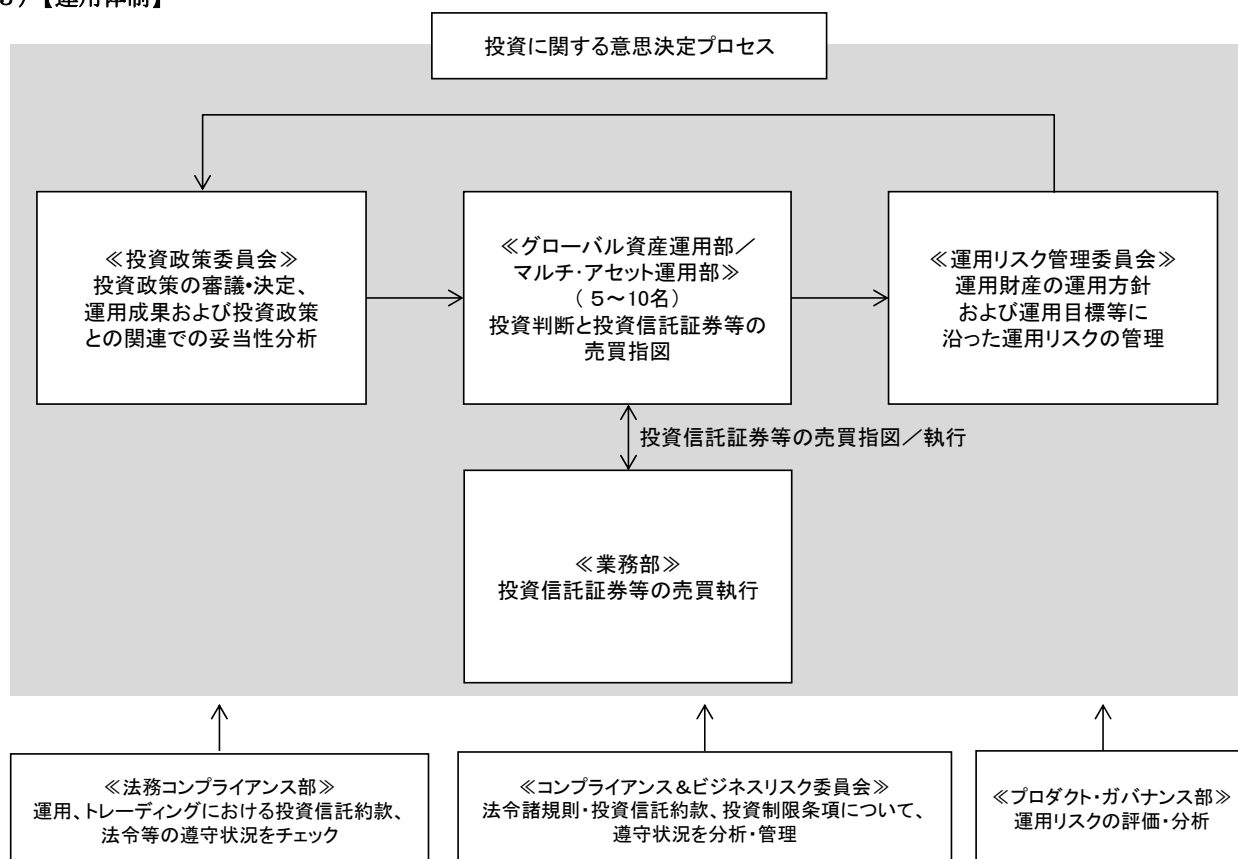 【運用体制】
投資に関する意思決定プロセス
≪投資政策委員会≫
投資政策の審議・決定、
運用成果および投資政策
との関連での妥当性分析
≪グローバル資産運用部／
マルチ・アセット運用部≫
（ 5～10名）
投資判断と投資信託証券等の
売買指図
≪運用リスク管理委員会≫
運用財産の運用方針
および運用目標等に
沿った運用リスクの管理
投資信託証券等の売買指図／執行
≪業務部≫
投資信託証券等の売買執行
≪法務コンプライアンス部≫
運用、トレーディングにおける投資信託約款、
法令等の遵守状況をチェック
≪コンプライアンス＆ビジネスリスク委員会≫
法令諸規則・投資信託約款、投資制限条項について、
遵守状況を分析・管理
≪プロダクト・ガバナンス部≫
運用リスクの評価・分析